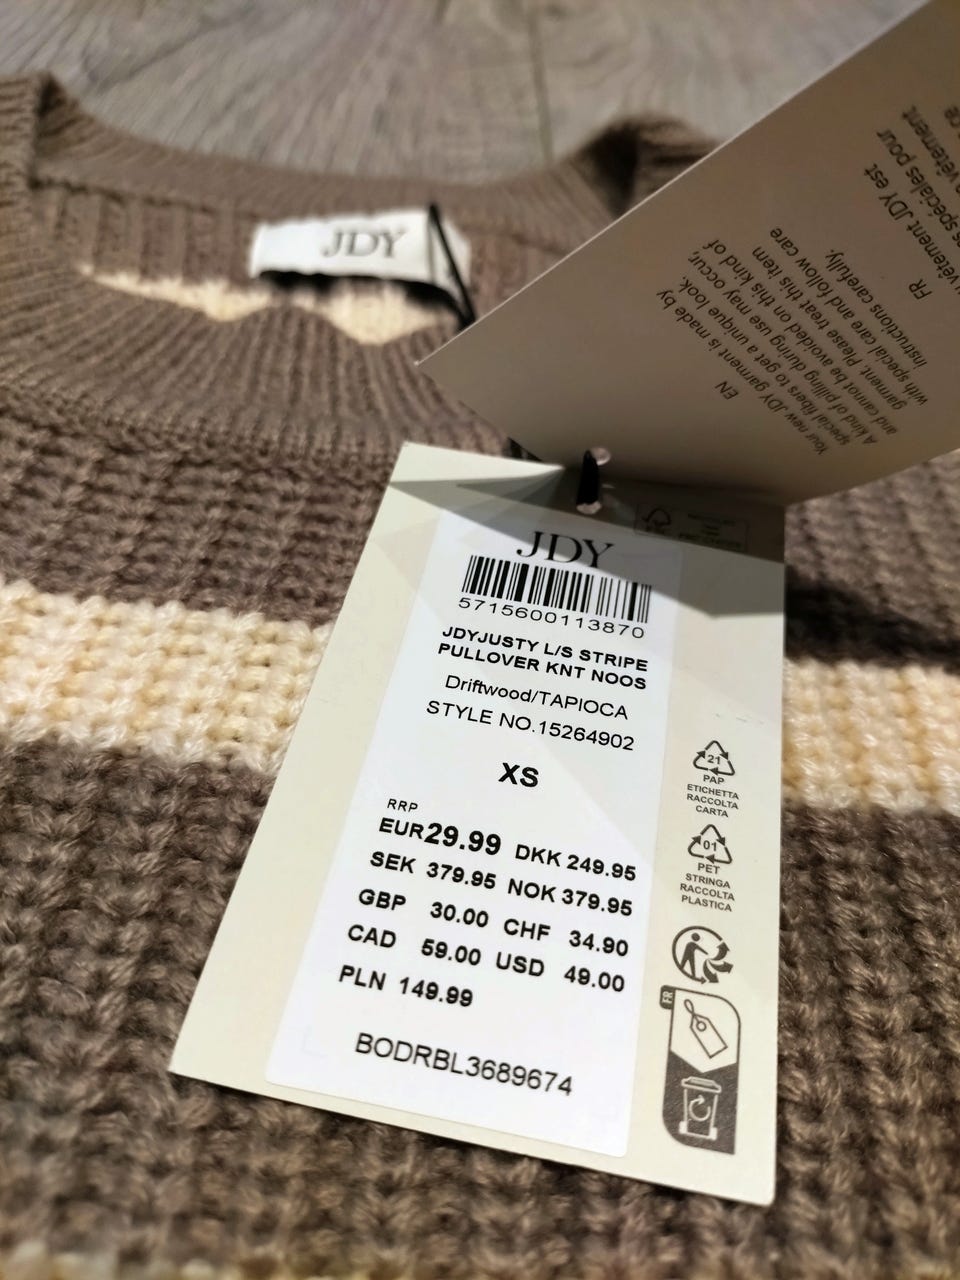 JDY
EN
Your new JDY garment is made by
special fibers to get a unique look.
A kind of pilling during use may occur,
and cannot be avoided on this kind of
garment. Please treat this item
with special care and follow care
instructions carefully.
FR
vêtement JDY est
spéciales pour
vêtement
JDY
5715600113870
JDYJUSTY L/S STRIPE
PULLOVER KNT NOOS
Driftwood/TAPIOCA
STYLE NO.15264902
XS
RRP
EUR29.99 DKK 249.95
SEK 379.95 NOK 379.95
GBP 30.00 CHF 34.90
CAD 59.00 USD 49.00
PLN 149.99
BODRBL3689674
21
PAP
ETICHETTA
RACCOLTA
CARTA
01
PET
STRINGA
RACCOLTA
PLASTICA
FR